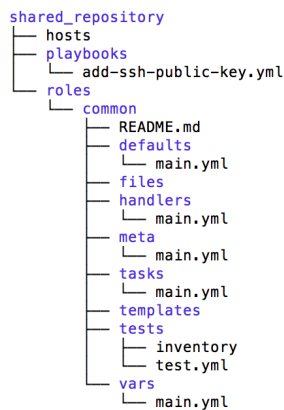 shared_repository
├── hosts
├── playbooks
│   └── add-ssh-public-key.yml
└── roles
    └── common
        ├── README.md
        ├── defaults
        │   └── main.yml
        ├── files
        ├── handlers
        │   └── main.yml
        ├── meta
        │   └── main.yml
        ├── tasks
        │   └── main.yml
        ├── templates
        ├── tests
        │   ├── inventory
        │   └── test.yml
        └── vars
            └── main.yml